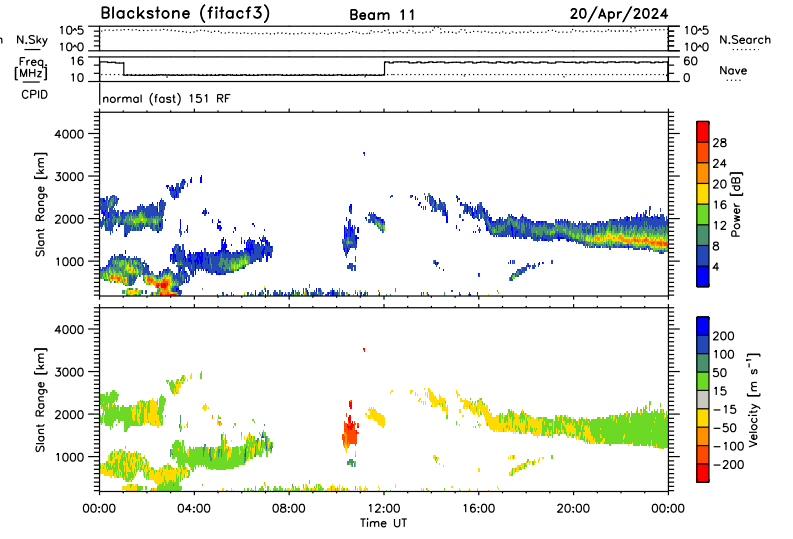 Blackstone (fitacf3) Beam 11 20/Apr/2024
n N.Sky 10^5 10^5 N.Search
10^0 10^0
Freq. 16 60
[MHz] 10 0 Nave
CPID normal (fast) 151 RF
Slant Range [km]
4000
3000
2000
1000
Power [dB]
28
24
20
16
12
8
4
Slant Range [km]
4000
3000
2000
1000
Velocity [m s⁻¹]
200
100
50
15
−15
−50
−100
−200
00:00 04:00 08:00 12:00 16:00 20:00 00:00
Time UT